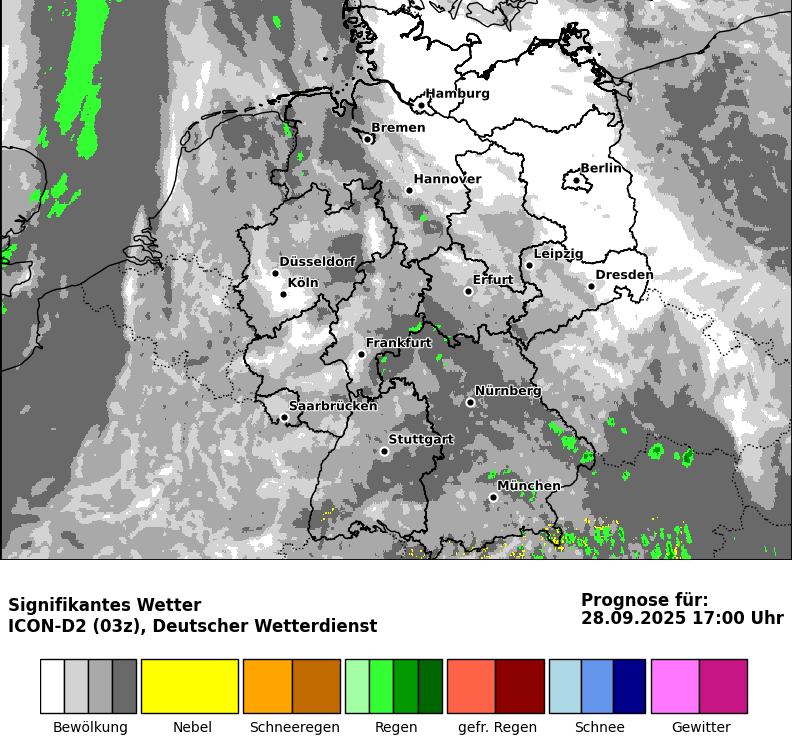 Hamburg
Bremen
Berlin
Hannover
Leipzig
Düsseldorf
Dresden
Köln
Erfurt
Frankfurt
Nürnberg
Saarbrücken
Stuttgart
München
Signifikantes Wetter
ICON-D2 (03z), Deutscher Wetterdienst
Prognose für:
28.09.2025 17:00 Uhr
Bewölkung
Nebel
Schneeregen
Regen
gefr. Regen
Schnee
Gewitter